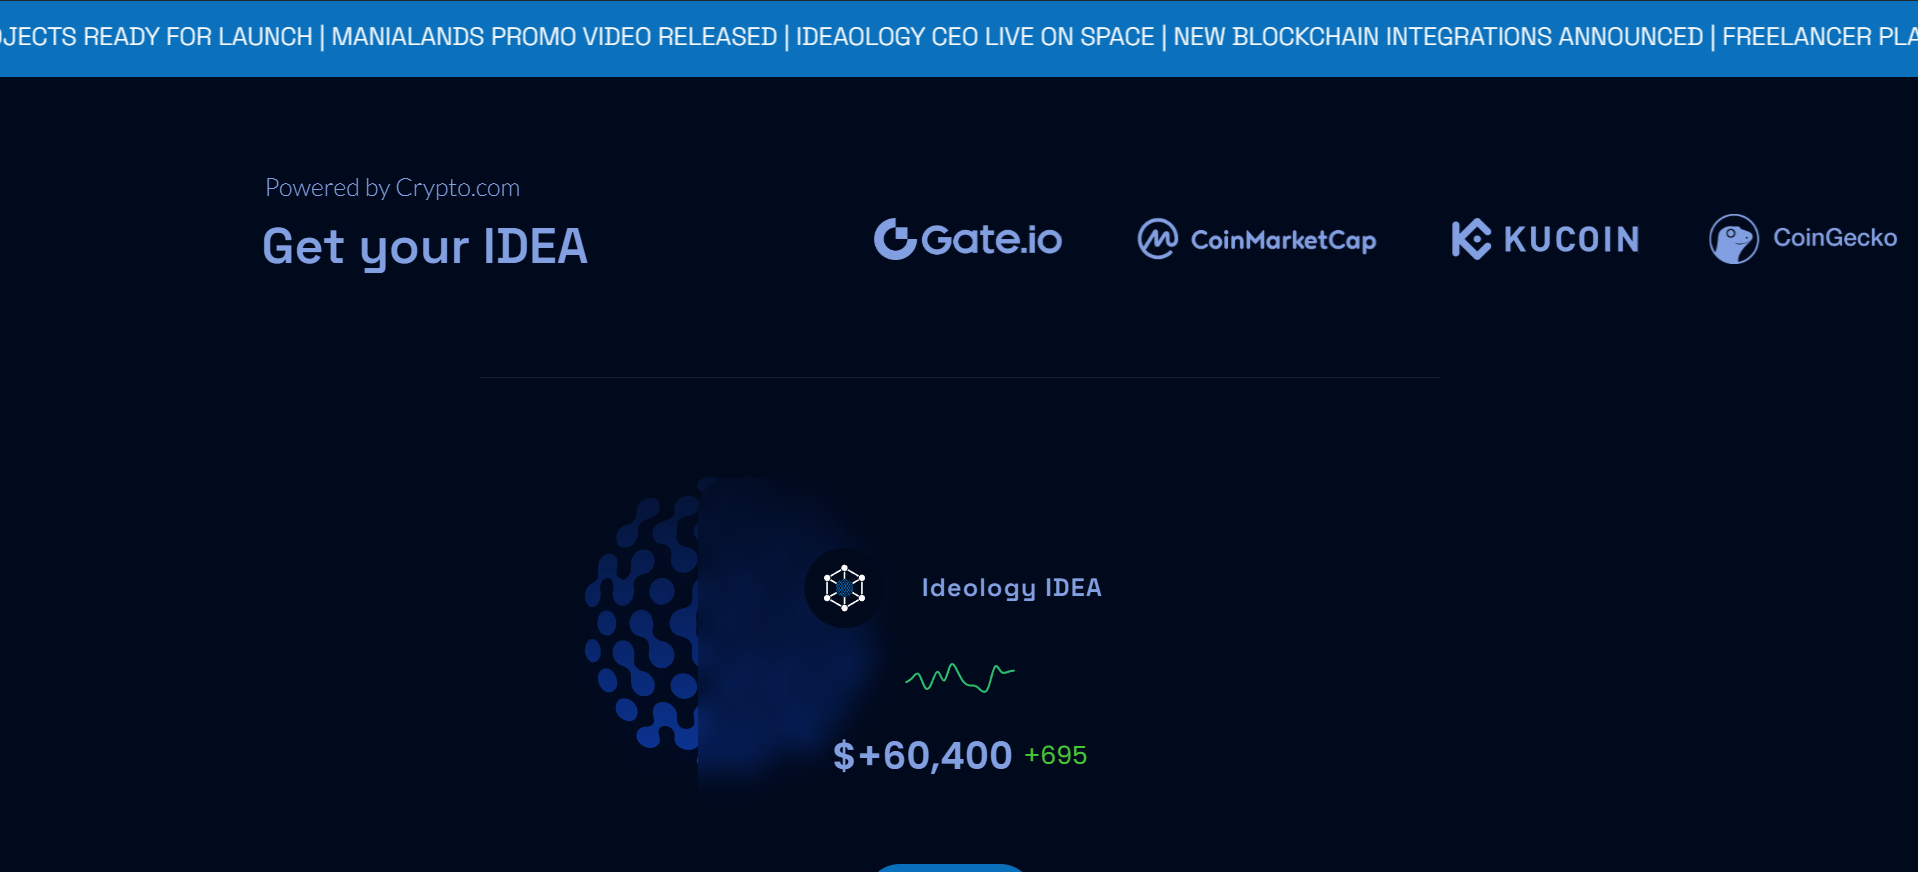 JECTS READY FOR LAUNCH | MANIALANDS PROMO VIDEO RELEASED | IDEAOLOGY CEO LIVE ON SPACE | NEW BLOCKCHAIN INTEGRATIONS ANNOUNCED | FREELANCER PLA
Powered by Crypto.com
Get your IDEA
Gate.io
CoinMarketCap
KUCOIN
CoinGecko
Ideology IDEA
$+60,400 +695